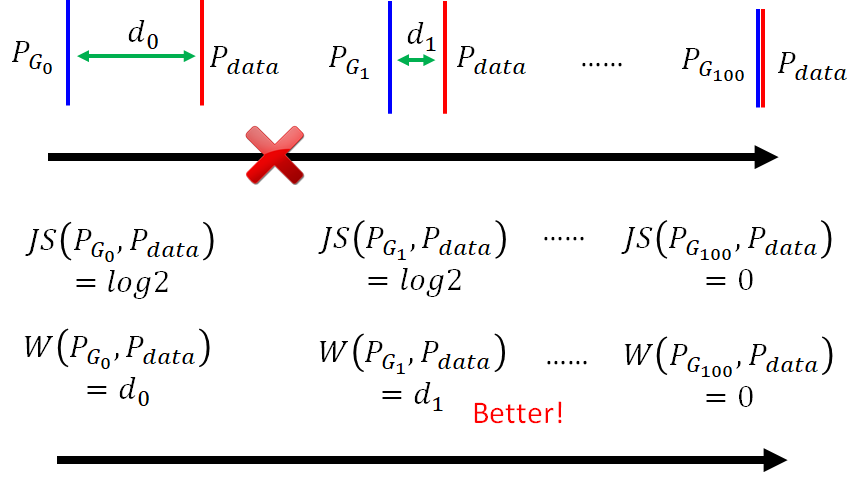 P_{G_0} d_0 P_{data} P_{G_1} d_1 P_{data} …… P_{G_{100}} P_{data}
JS(P_{G_0}, P_{data}) JS(P_{G_1}, P_{data}) …… JS(P_{G_{100}}, P_{data})
= log2 = log2 = 0
W(P_{G_0}, P_{data}) W(P_{G_1}, P_{data}) …… W(P_{G_{100}}, P_{data})
= d_0 = d_1 = 0
Better!